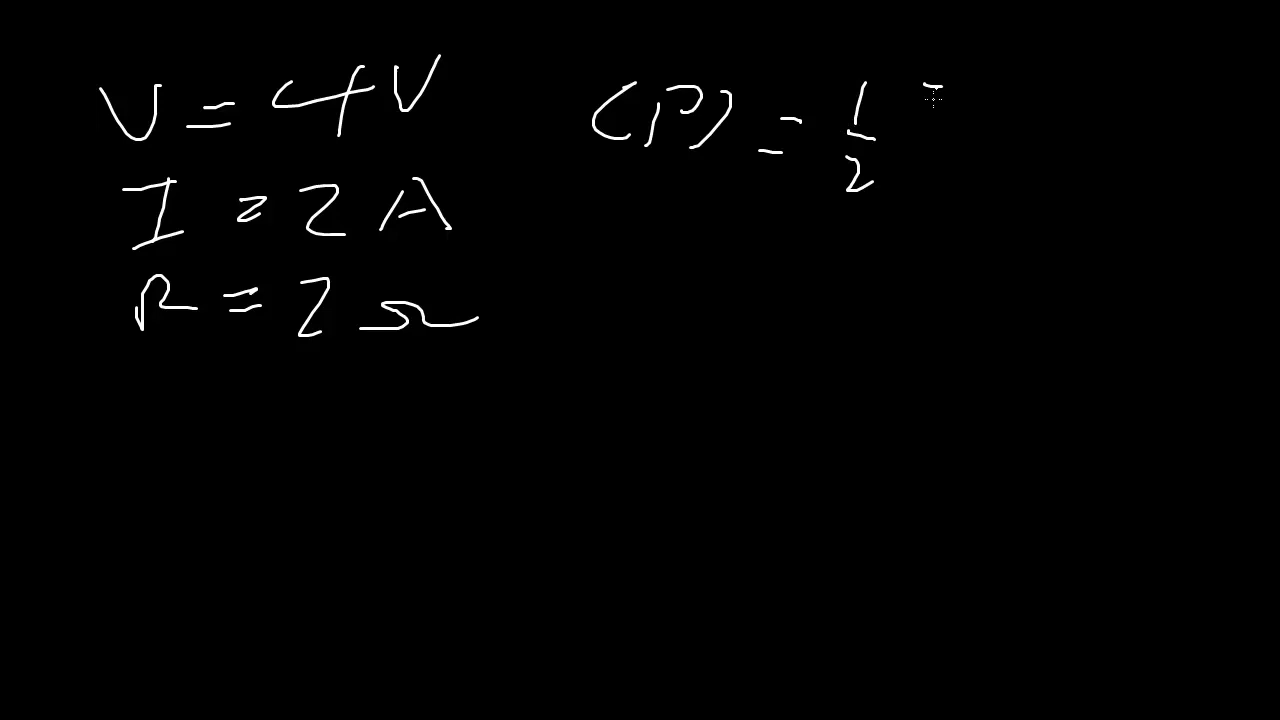 V = 4V
I = 2A
R = 2Ω
(P) = 1/2